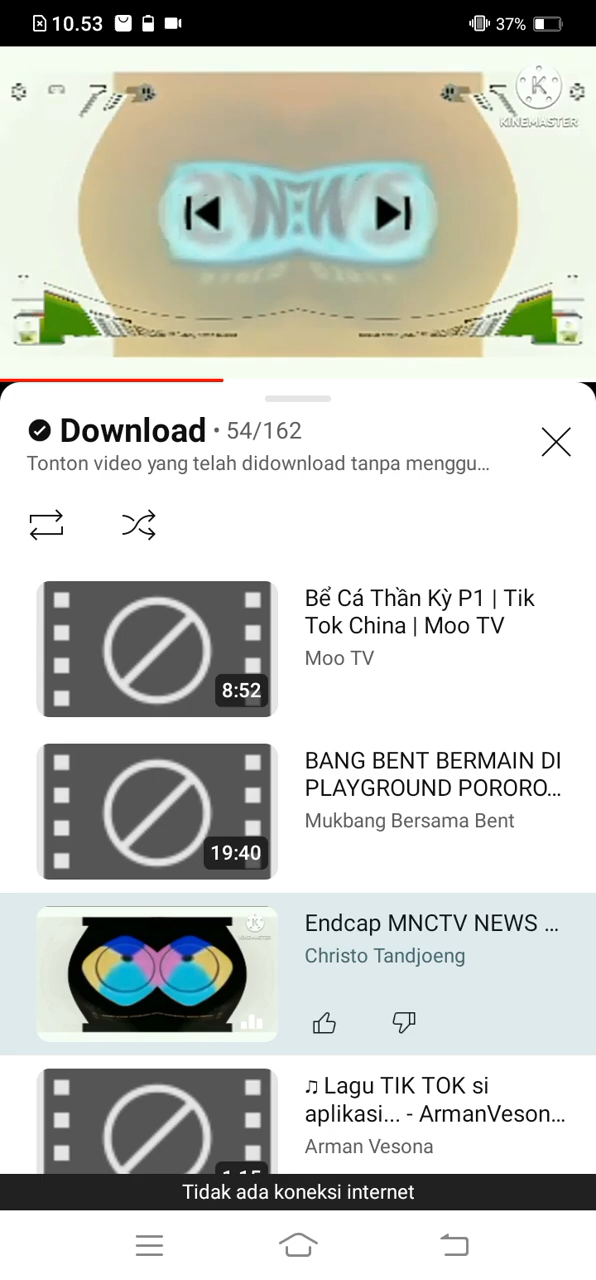 10.53
37%
K
KINEMASTER
Download · 54/162
Tonton video yang telah didownload tanpa menggu...
Bể Cá Thần Kỳ P1 | Tik
Tok China | Moo TV
Moo TV
8:52
BANG BENT BERMAIN DI
PLAYGROUND PORORO...
Mukbang Bersama Bent
19:40
Endcap MNCTV NEWS ...
Christo Tandjoeng
♫ Lagu TIK TOK si
aplikasi... - ArmanVeson...
Arman Vesona
Tidak ada koneksi internet